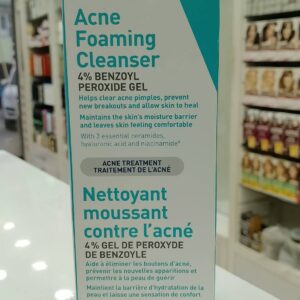 Acne
Foaming
Cleanser
4% BENZOYL
PEROXIDE GEL
Helps clear acne pimples, prevent
new breakouts and allow skin to heal
Maintains the skin's moisture barrier
and leaves skin feeling comfortable
With 3 essential ceramides,
hyaluronic acid and niacinamide*
ACNE TREATMENT
TRAITEMENT DE L'ACNÉ
Nettoyant
moussant
contre l'acné
4% GEL DE PEROXYDE
DE BENZOYLE
Aide à éliminer les boutons d'acné,
prévenir les nouvelles apparitions et
permettre à la peau de guérir
Maintient la barrière d'hydratation de la
peau et laisse une sensation de confort